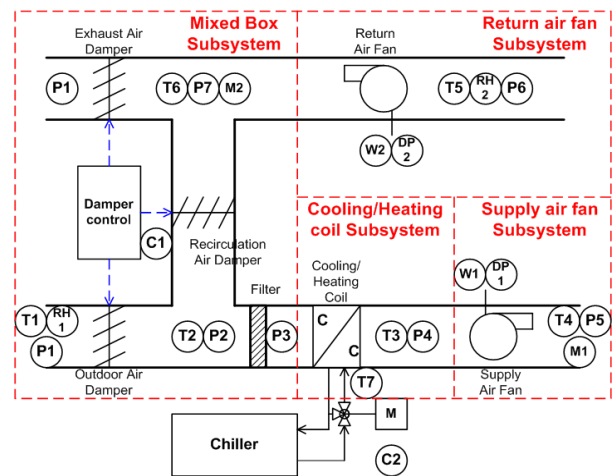 Exhaust Air
Damper
Mixed Box
Subsystem
Return
Air Fan
Return air fan
Subsystem
P1
T6
P7
M2
T5
RH
2
P6
W2
DP
2
Damper
control
C1
Recirculation
Air Damper
Cooling/Heating
coil Subsystem
Supply air fan
Subsystem
Filter
Cooling/
Heating
Coil
W1
DP
1
T1
RH
1
P1
T2
P2
P3
C
C
T3
P4
T4
P5
M1
Outdoor Air
Damper
T7
Supply
Air Fan
M
Chiller
C2